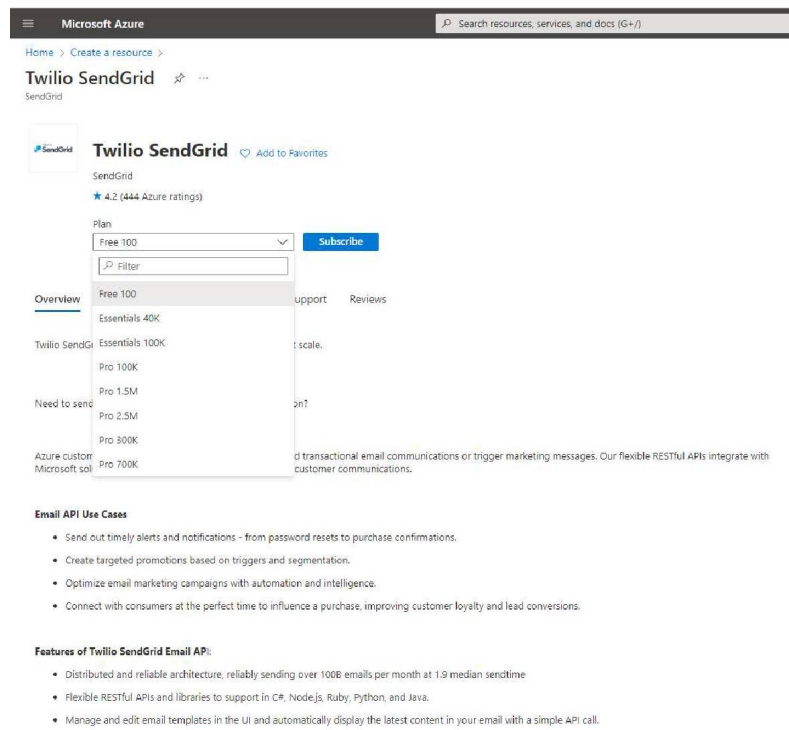 Microsoft Azure
Search resources, services, and docs (G+/)
Home > Create a resource >
Twilio SendGrid ...
SendGrid
SendGrid
Twilio SendGrid Add to Favorites
SendGrid
★ 4.2 (444 Azure ratings)
Plan
Free 100
Subscribe
Filter
Free 100
Essentials 40K
Essentials 100K
Pro 100K
Pro 1.5M
Pro 2.5M
Pro 300K
Pro 700K
Overview upport Reviews
Twilio SendG t scale.
Need to send on?
Azure custom d transactional email communications or trigger marketing messages. Our flexible RESTful APIs integrate with
Microsoft sol customer communications.
Email API Use Cases
• Send out timely alerts and notifications - from password resets to purchase confirmations.
• Create targeted promotions based on triggers and segmentation.
• Optimize email marketing campaigns with automation and intelligence.
• Connect with consumers at the perfect time to influence a purchase, improving customer loyalty and lead conversions.
Features of Twilio SendGrid Email API:
• Distributed and reliable architecture, reliably sending over 100B emails per month at 1.9 median sendtime
• Flexible RESTful APIs and libraries to support in C#, Node.js, Ruby, Python, and Java.
• Manage and edit email templates in the UI and automatically display the latest content in your email with a simple API call.